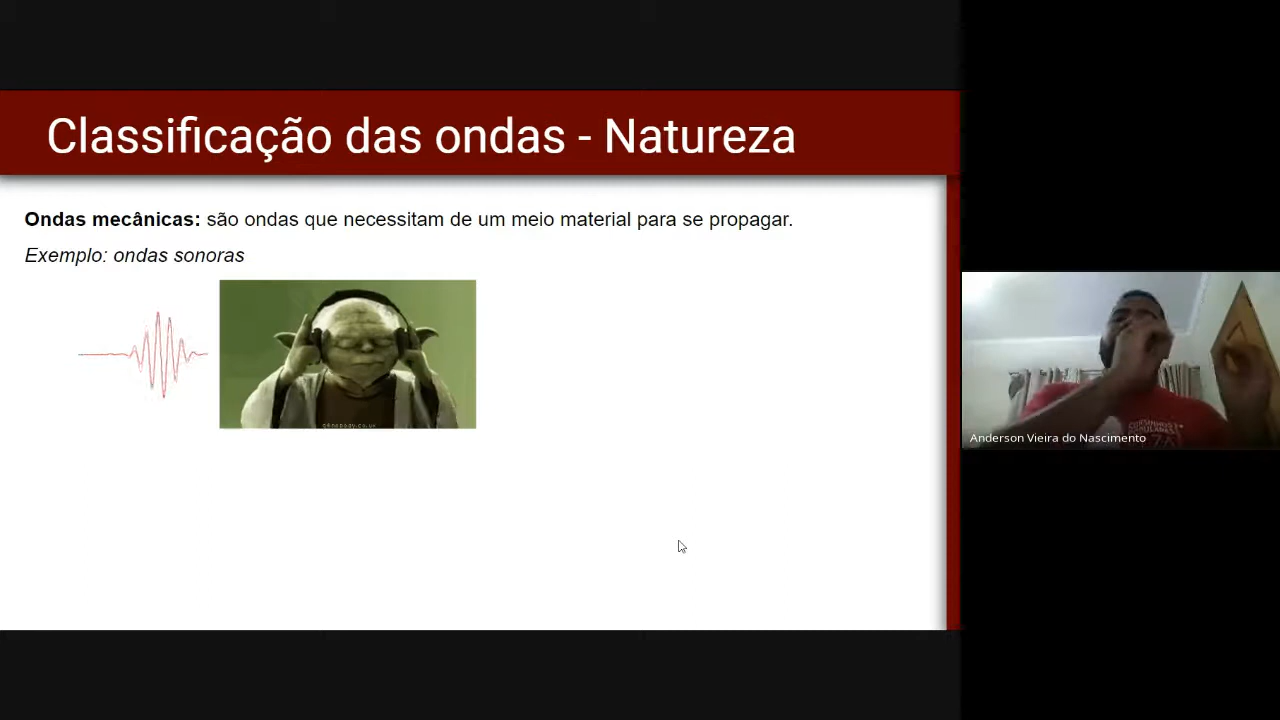 Classificação das ondas - Natureza
Ondas mecânicas: são ondas que necessitam de um meio material para se propagar.
Exemplo: ondas sonoras
Anderson Vieira do Nascimento